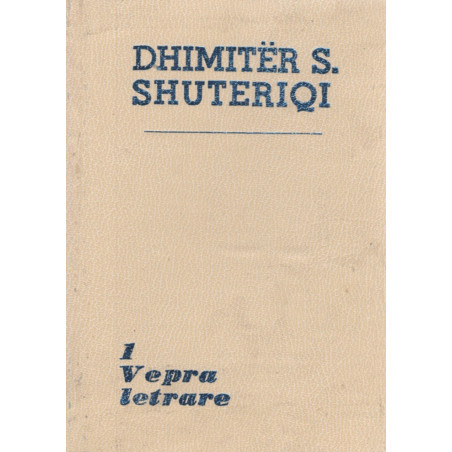 DHIMITËR S.
SHUTERIQI
1
Vepra
letrare